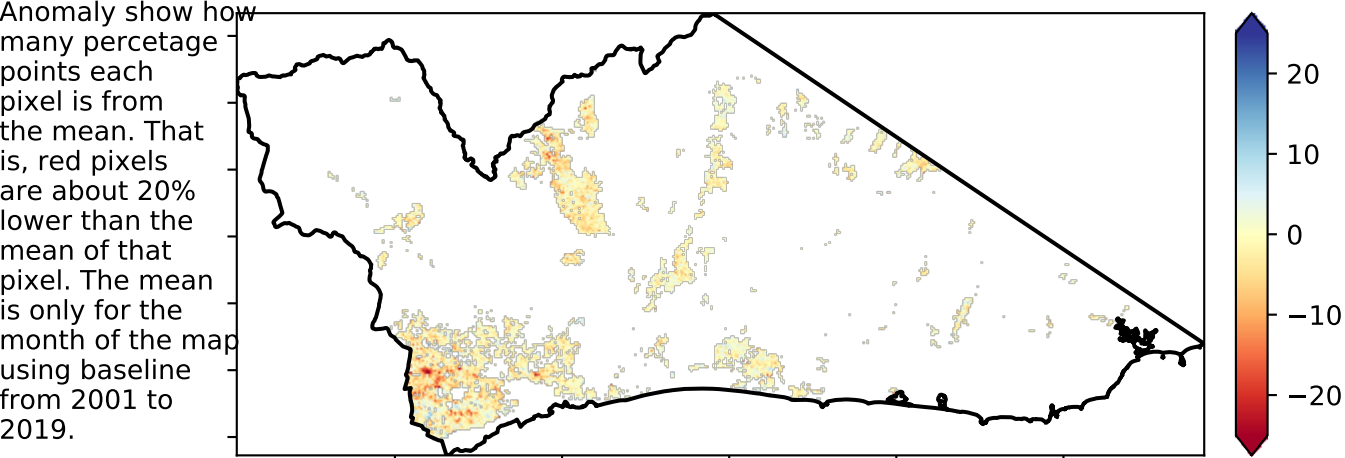 Anomaly show how
many percetage
points each
pixel is from
the mean. That
is, red pixels
are about 20%
lower than the
mean of that
pixel. The mean
is only for the
month of the map
using baseline
from 2001 to
2019.
20
10
0
−10
−20